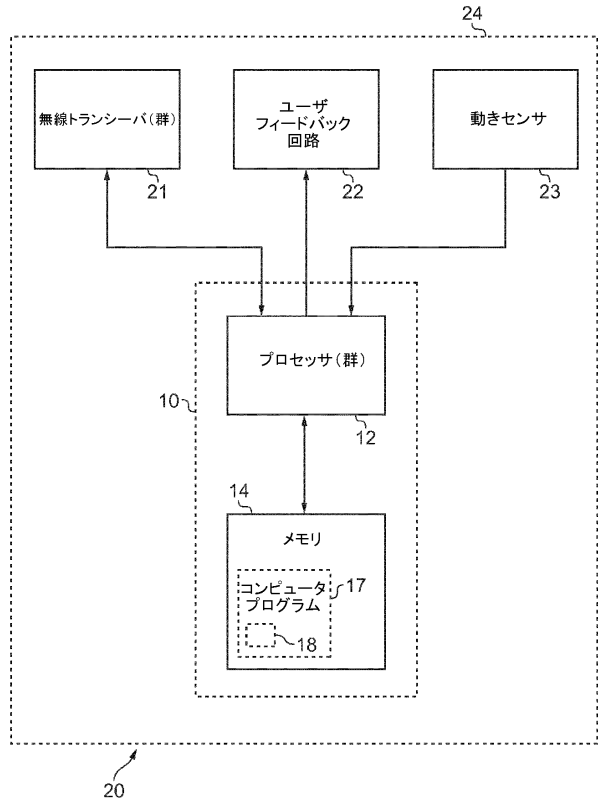 24
無線トランシーバ(群)
21
ユーザ
フィードバック
回路
22
動きセンサ
23
10
プロセッサ(群)
12
14
メモリ
コンピュータ
プログラム
17
18
20